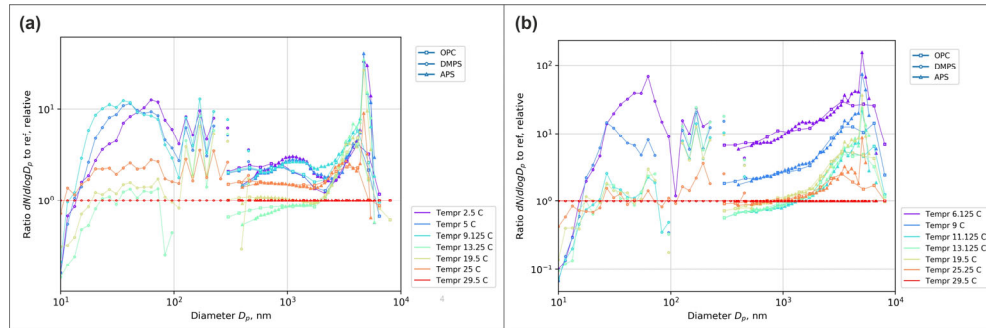 (a)
OPC
DMPS
APS
Ratio dN/dlogDp to ref, relative
10¹
10⁰
Tempr 2.5 C
Tempr 5 C
Tempr 9.125 C
Tempr 13.25 C
Tempr 19.5 C
Tempr 25 C
Tempr 29.5 C
4
10¹ 10² 10³ 10⁴
Diameter Dp, nm
(b)
OPC
DMPS
APS
Ratio dN/dlogDp to ref, relative
10²
10¹
10⁰
10⁻¹
Tempr 6.125 C
Tempr 9 C
Tempr 11.125 C
Tempr 13.125 C
Tempr 19.5 C
Tempr 25.25 C
Tempr 29.5 C
10¹ 10² 10³ 10⁴
Diameter Dp, nm